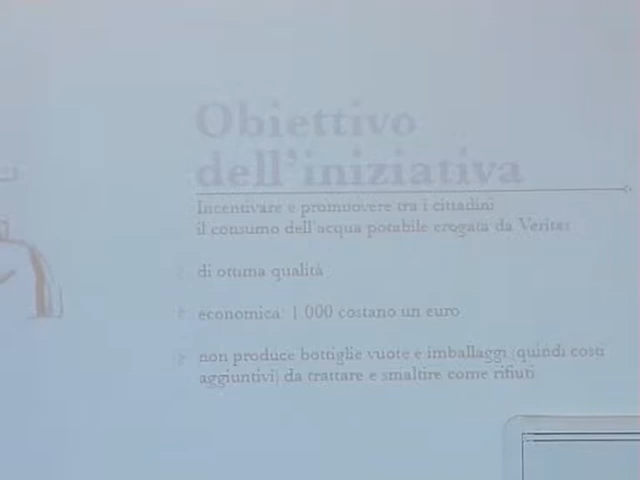 Obiettivo
dell'iniziativa
Incentivare e promuovere tra i cittadini
il consumo dell'acqua potabile erogata da Veritas
di ottima qualità
economica: 1.000 costano un euro
non produce bottiglie vuote e imballaggi (quindi costi
aggiuntivi) da trattare e smaltire come rifiuti